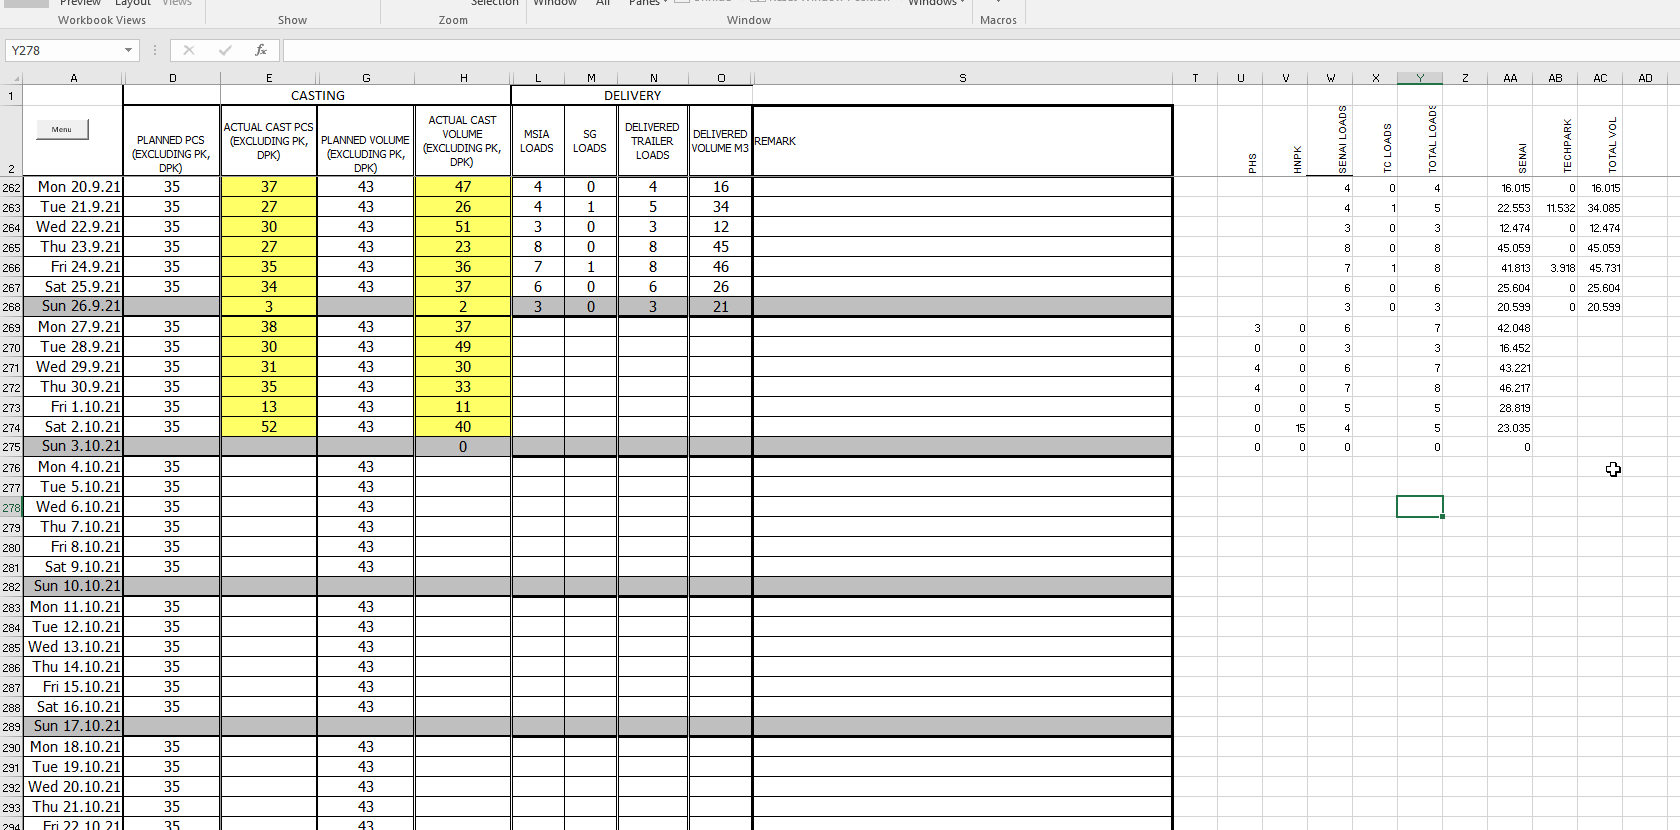 Preview Layout Views Selection Window All Panes Windows
Workbook Views Show Zoom Window Macros
Y278 fx
A D E G H L M N O S T U V W X Y Z AA AB AC AD
1 CASTING DELIVERY
2 Menu PLANNED PCS (EXCLUDING PK, DPK) ACTUAL CAST PCS (EXCLUDING PK, DPK) PLANNED VOLUME (EXCLUDING PK, DPK) ACTUAL CAST VOLUME (EXCLUDING PK, DPK) MSIA LOADS SG LOADS DELIVERED TRAILER LOADS DELIVERED VOLUME M3 REMARK PHS HNPK SENAI LOADS TC LOADS TOTAL LOADS SENAI TECHPARK TOTAL VOL
262 Mon 20.9.21 35 37 43 47 4 0 4 16 4 0 4 16.015 0 16.015
263 Tue 21.9.21 35 27 43 26 4 1 5 34 4 1 5 22.553 11.532 34.085
264 Wed 22.9.21 35 30 43 51 3 0 3 12 3 0 3 12.474 0 12.474
265 Thu 23.9.21 35 27 43 23 8 0 8 45 8 0 8 45.059 0 45.059
266 Fri 24.9.21 35 35 43 36 7 1 8 46 7 1 8 41.813 3.918 45.731
267 Sat 25.9.21 35 34 43 37 6 0 6 26 6 0 6 25.604 0 25.604
268 Sun 26.9.21 3 2 3 0 3 21 3 0 3 20.599 0 20.599
269 Mon 27.9.21 35 38 43 37 3 0 6 7 42.048
270 Tue 28.9.21 35 30 43 49 0 0 3 3 16.452
271 Wed 29.9.21 35 31 43 30 4 0 6 7 43.221
272 Thu 30.9.21 35 35 43 33 4 0 7 8 46.217
273 Fri 1.10.21 35 13 43 11 0 0 5 5 28.819
274 Sat 2.10.21 35 52 43 40 0 15 4 5 23.035
275 Sun 3.10.21 0 0 0 0 0 0
276 Mon 4.10.21 35 43
277 Tue 5.10.21 35 43
278 Wed 6.10.21 35 43
279 Thu 7.10.21 35 43
280 Fri 8.10.21 35 43
281 Sat 9.10.21 35 43
282 Sun 10.10.21
283 Mon 11.10.21 35 43
284 Tue 12.10.21 35 43
285 Wed 13.10.21 35 43
286 Thu 14.10.21 35 43
287 Fri 15.10.21 35 43
288 Sat 16.10.21 35 43
289 Sun 17.10.21
290 Mon 18.10.21 35 43
291 Tue 19.10.21 35 43
292 Wed 20.10.21 35 43
293 Thu 21.10.21 35 43
294 Fri 22.10.21 35 43